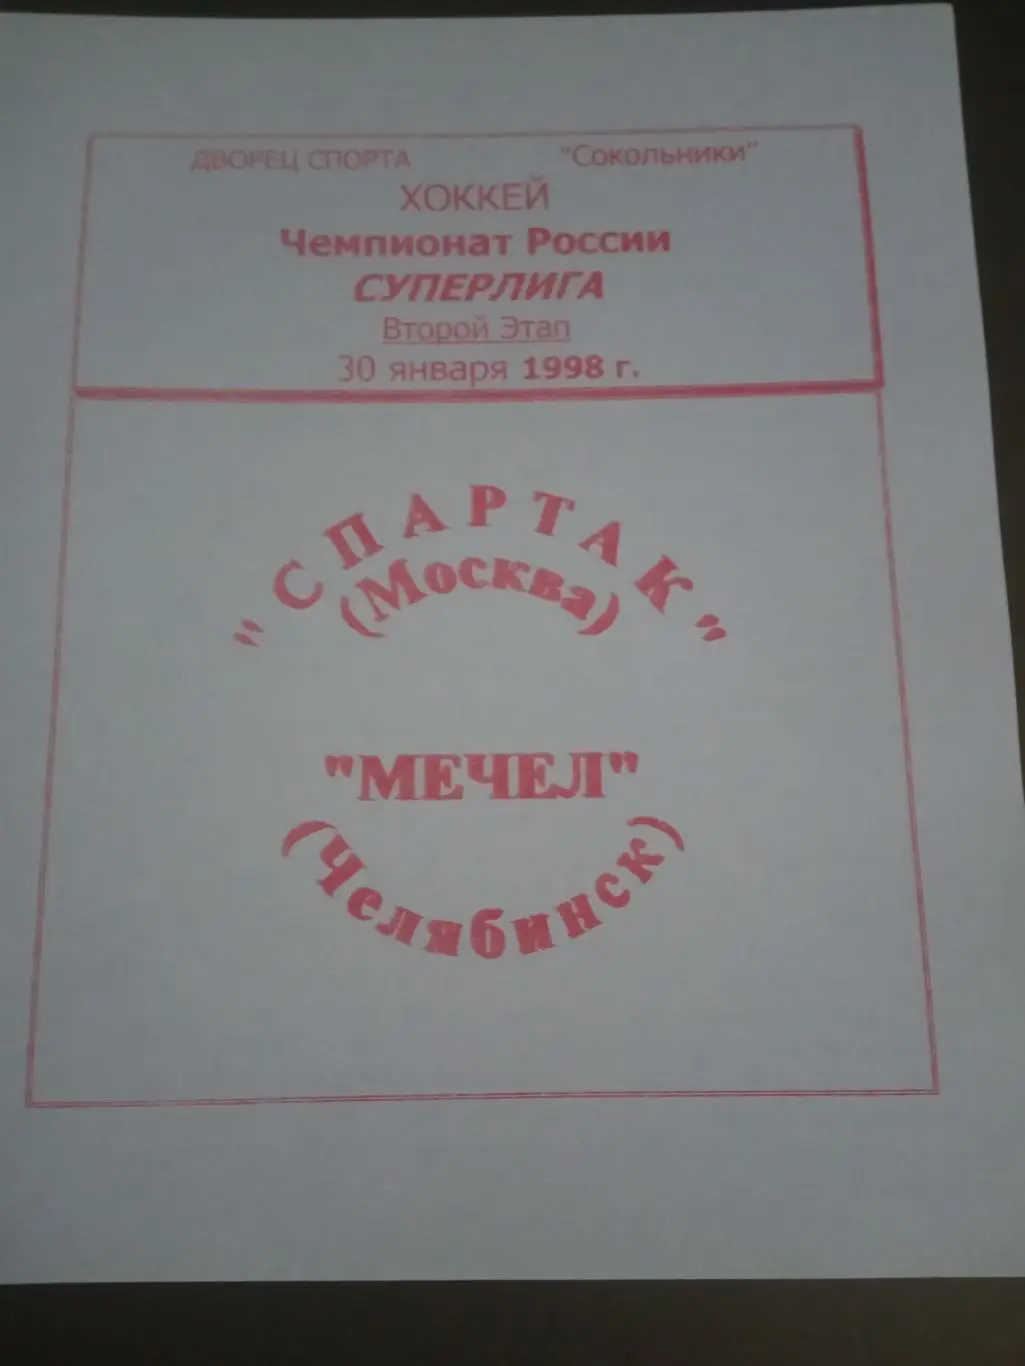 ДВОРЕЦ СПОРТА "Сокольники"
ХОККЕЙ
Чемпионат России
СУПЕРЛИГА
Второй Этап
30 января 1998 г.
"СПАРТАК"
(Москва)
"МЕЧЕЛ"
(Челябинск)